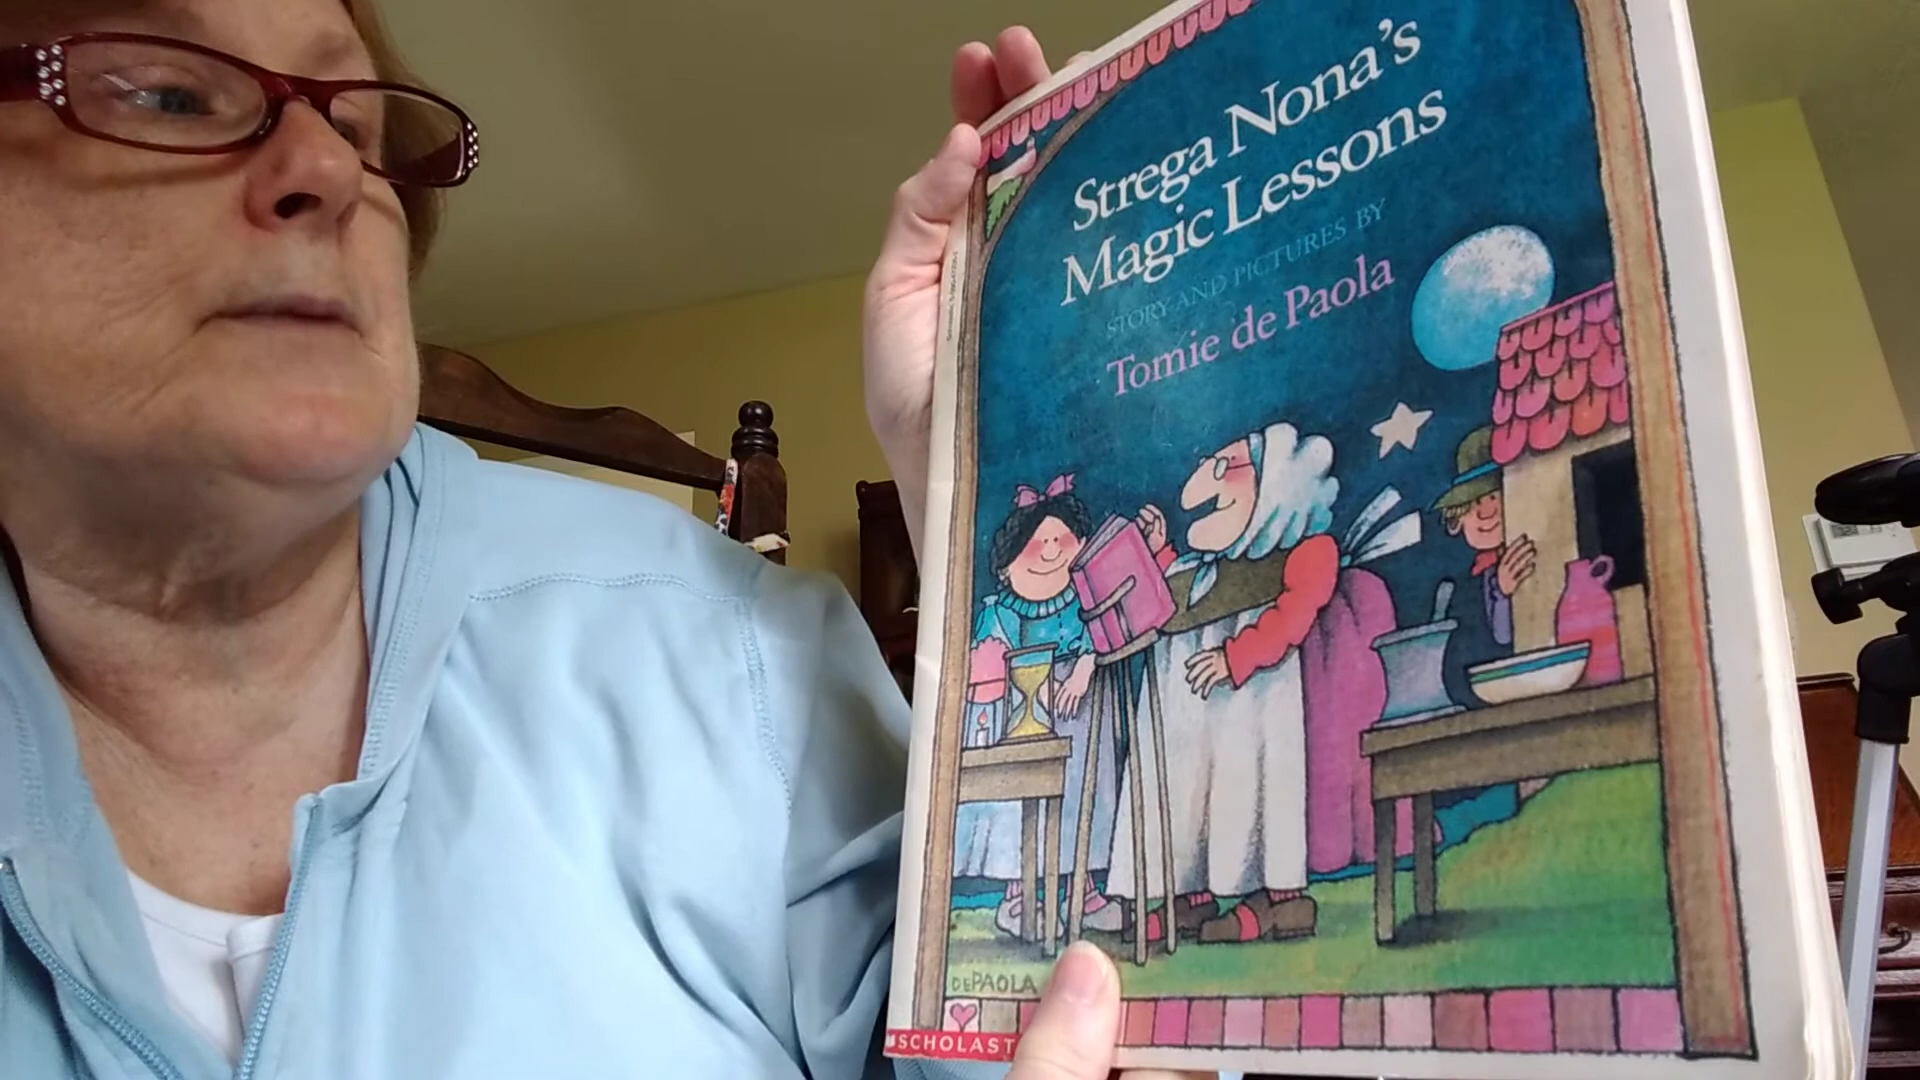 Strega Nona's
Magic Lessons
STORY AND PICTURES BY
Tomie de Paola
DEPAOLA
SCHOLAST